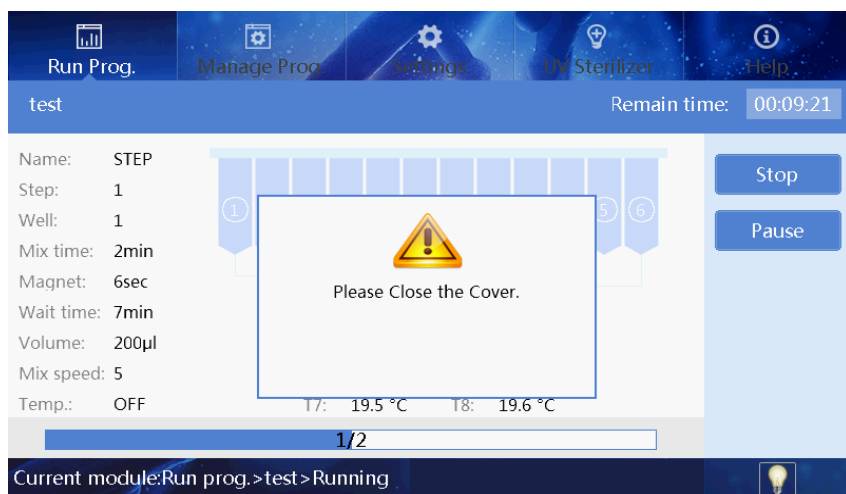 Run Prog.
Manage Prog.
Settings
UV Sterilizer
Help
test
Remain time: 00:09:21
Name: STEP
Step: 1
Well: 1
Mix time: 2min
Magnet: 6sec
Wait time: 7min
Volume: 200µl
Mix speed: 5
Temp.: OFF
1
5
6
Please Close the Cover.
T7: 19.5 °C T8: 19.6 °C
Stop
Pause
1/2
Current module:Run prog.>test>Running